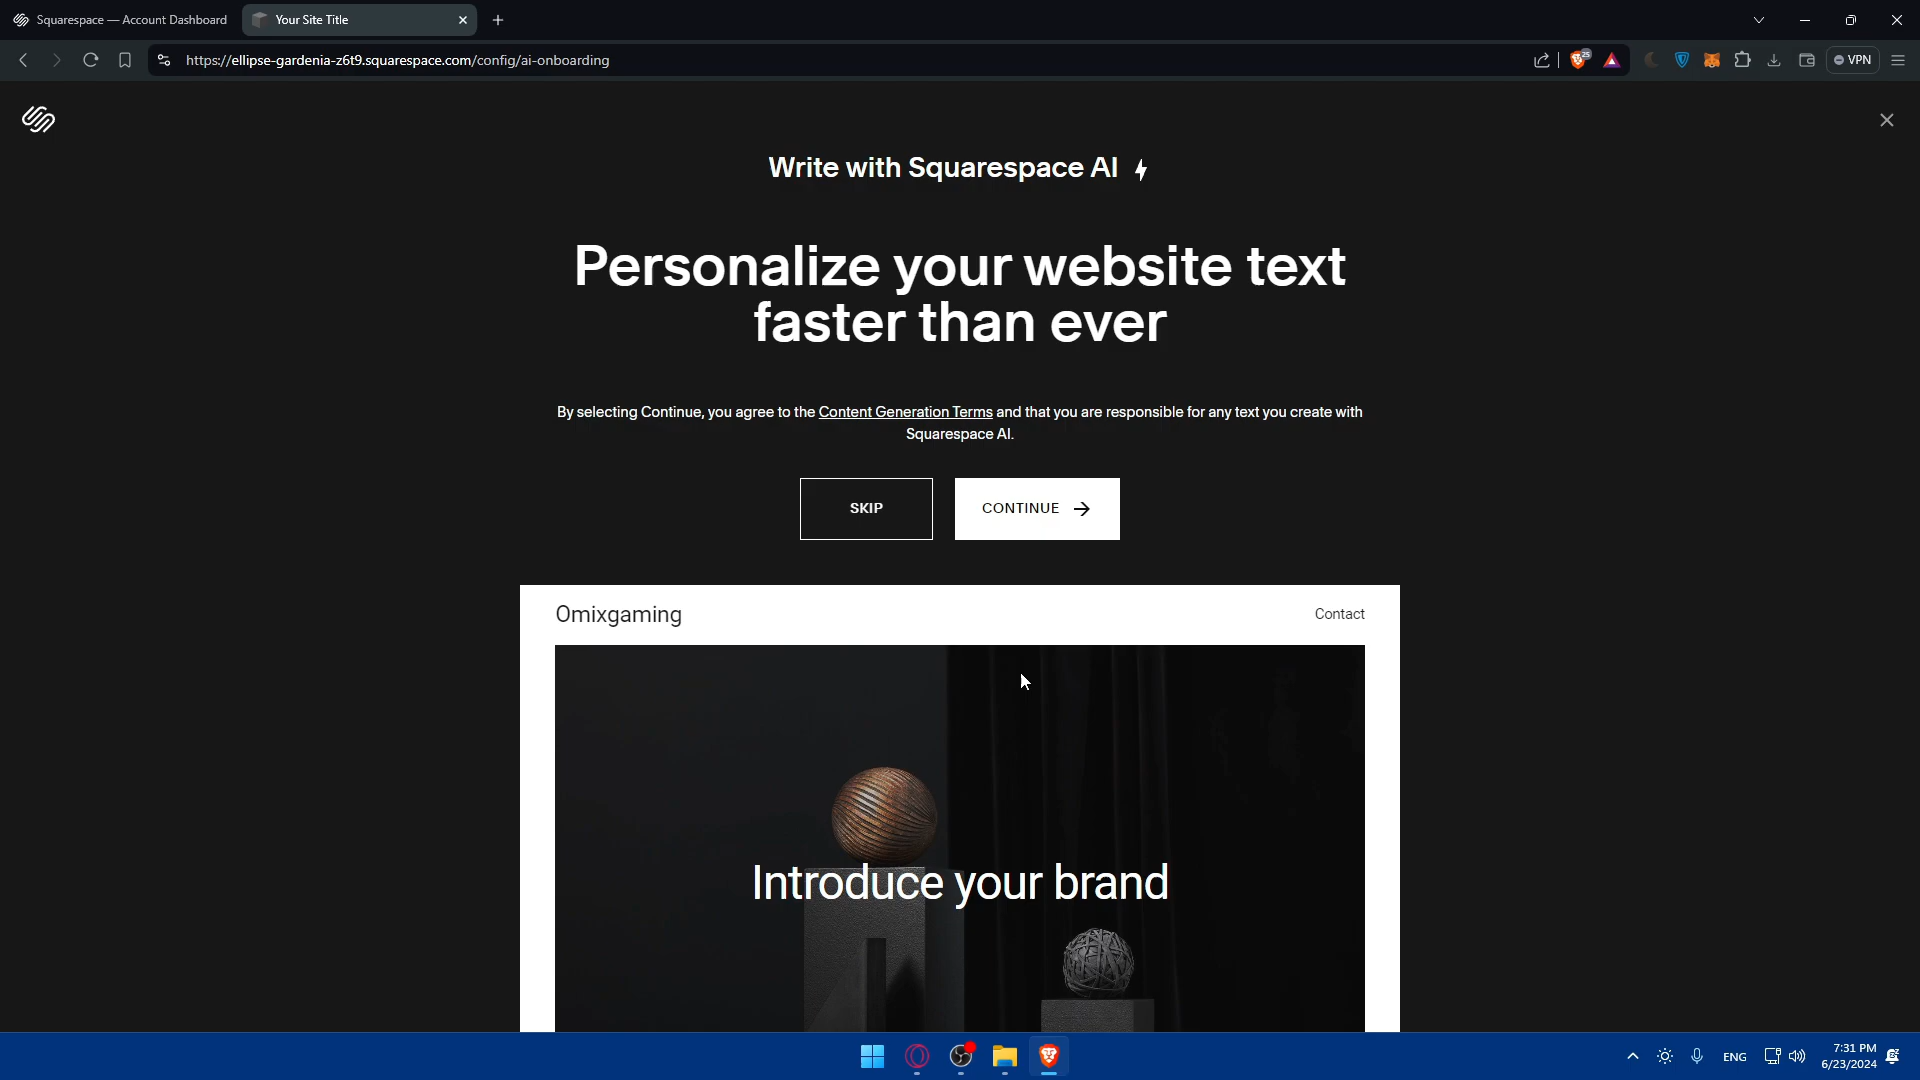 Squarespace — Account Dashboard
Your Site Title
https://ellipse-gardenia-z6t9.squarespace.com/config/ai-onboarding
25
VPN
Write with Squarespace AI
Personalize your website text
faster than ever
By selecting Continue, you agree to the Content Generation Terms and that you are responsible for any text you create with
Squarespace AI.
SKIP
CONTINUE
Omixgaming
Contact
Introduce your brand
ENG
7:31 PM
6/23/2024